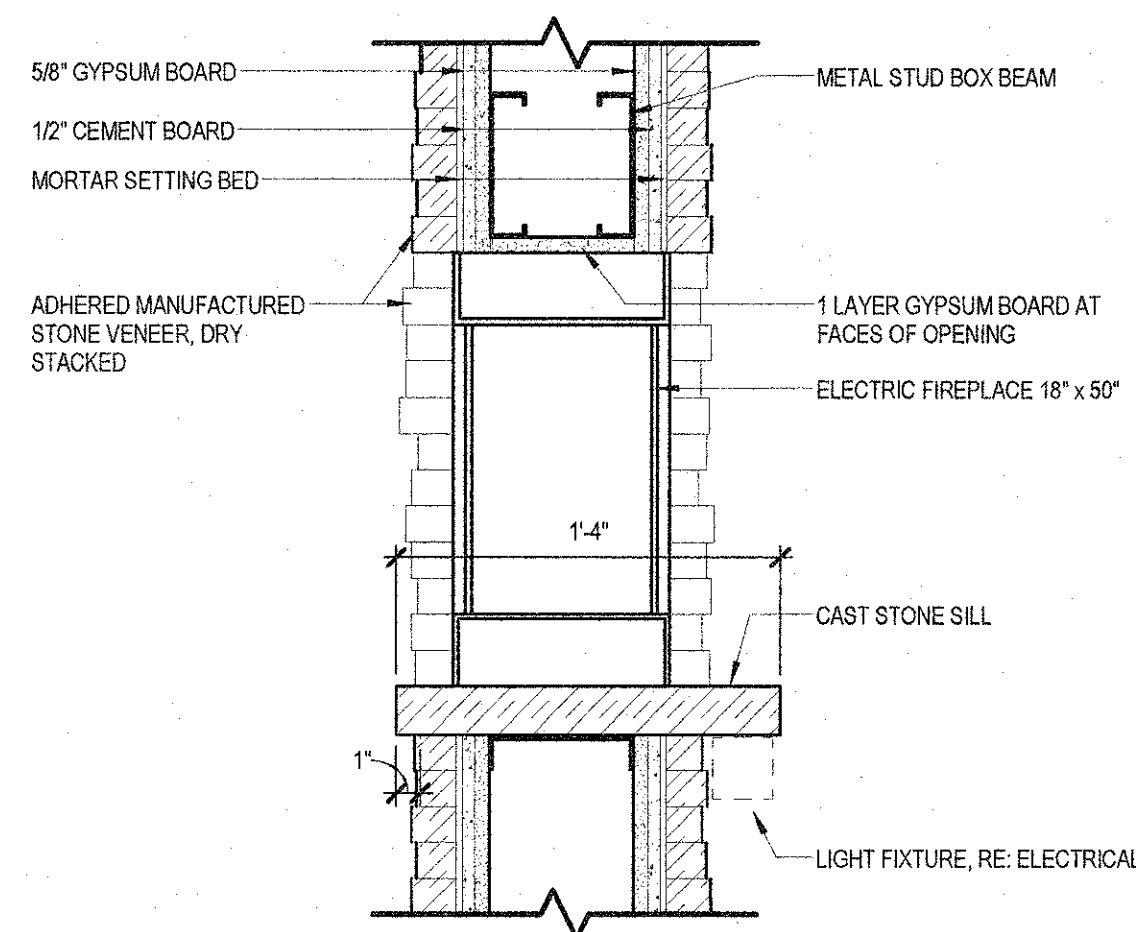 5/8" GYPSUM BOARD
1/2" CEMENT BOARD
MORTAR SETTING BED
ADHERED MANUFACTURED
STONE VENEER, DRY
STACKED
METAL STUD BOX BEAM
1 LAYER GYPSUM BOARD AT
FACES OF OPENING
ELECTRIC FIREPLACE 18" x 50"
1'-4"
CAST STONE SILL
1"
LIGHT FIXTURE, RE: ELECTRICAL